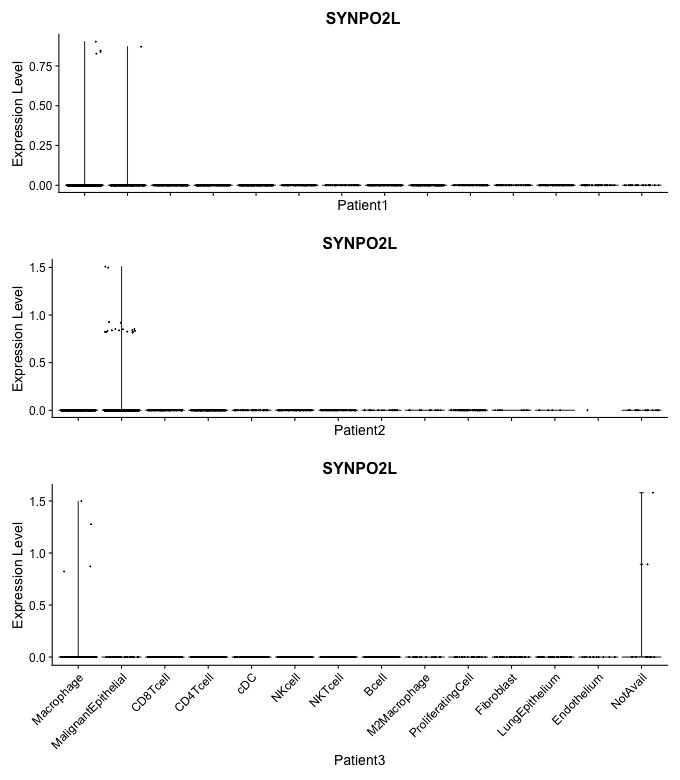 SYNPO2L
Expression Level
0.75
0.50
0.25
0.00
Patient1
SYNPO2L
Expression Level
1.5
1.0
0.5
0.0
Patient2
SYNPO2L
Expression Level
1.5
1.0
0.5
0.0
Macrophage
MalignantEpithelial
CD8Tcell
CD4Tcell
cDC
NKcell
NKTcell
Bcell
M2Macrophage
ProliferatingCell
Fibroblast
LungEpithelium
Endothelium
NotAvail
Patient3